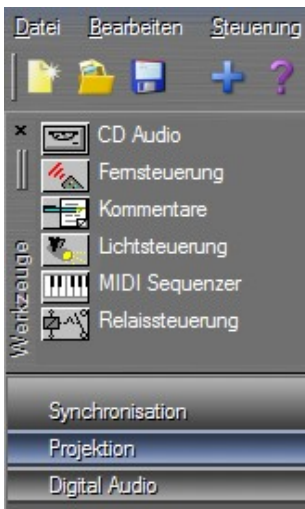 Datei Bearbeiten Steuerung
CD Audio
Fernsteuerung
Kommentare
Lichtsteuerung
MIDI Sequenzer
Relaissteuerung
Werkzeuge
Synchronisation
Projektion
Digital Audio